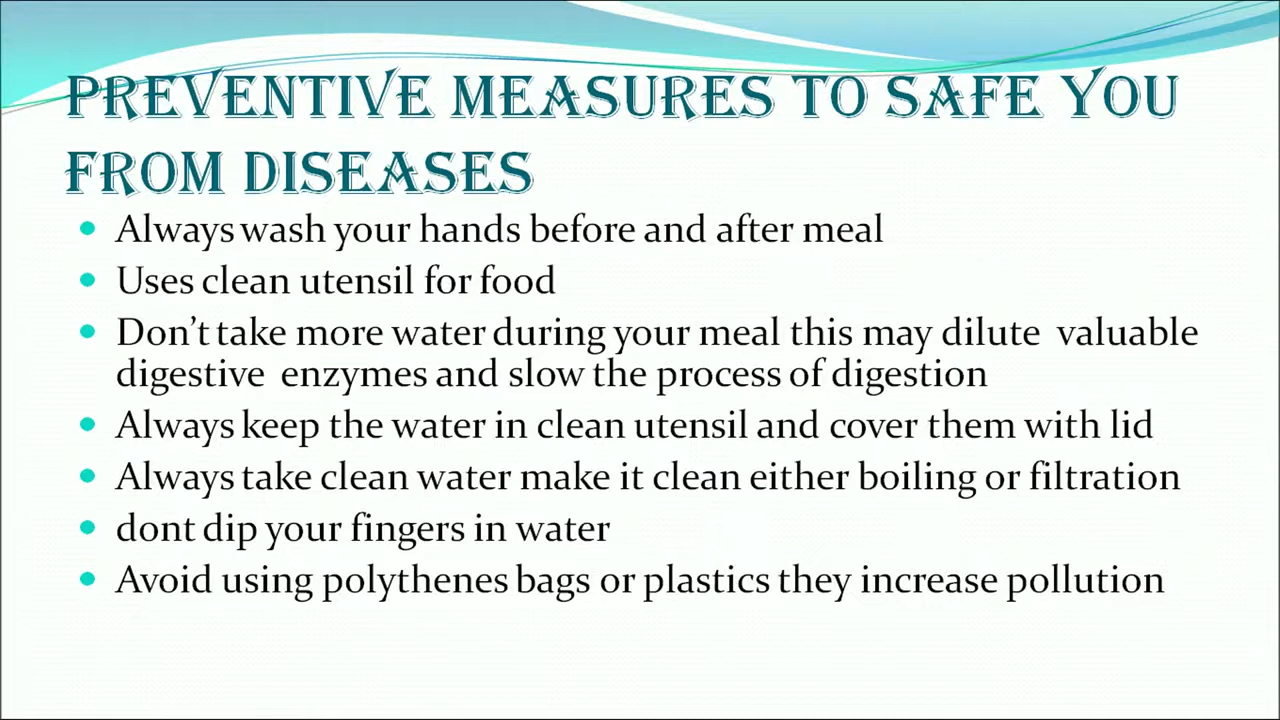 PREVENTIVE MEASURES TO SAFE YOU
FROM DISEASES
Always wash your hands before and after meal
Uses clean utensil for food
Don't take more water during your meal this may dilute valuable
digestive enzymes and slow the process of digestion
Always keep the water in clean utensil and cover them with lid
Always take clean water make it clean either boiling or filtration
dont dip your fingers in water
Avoid using polythenes bags or plastics they increase pollution